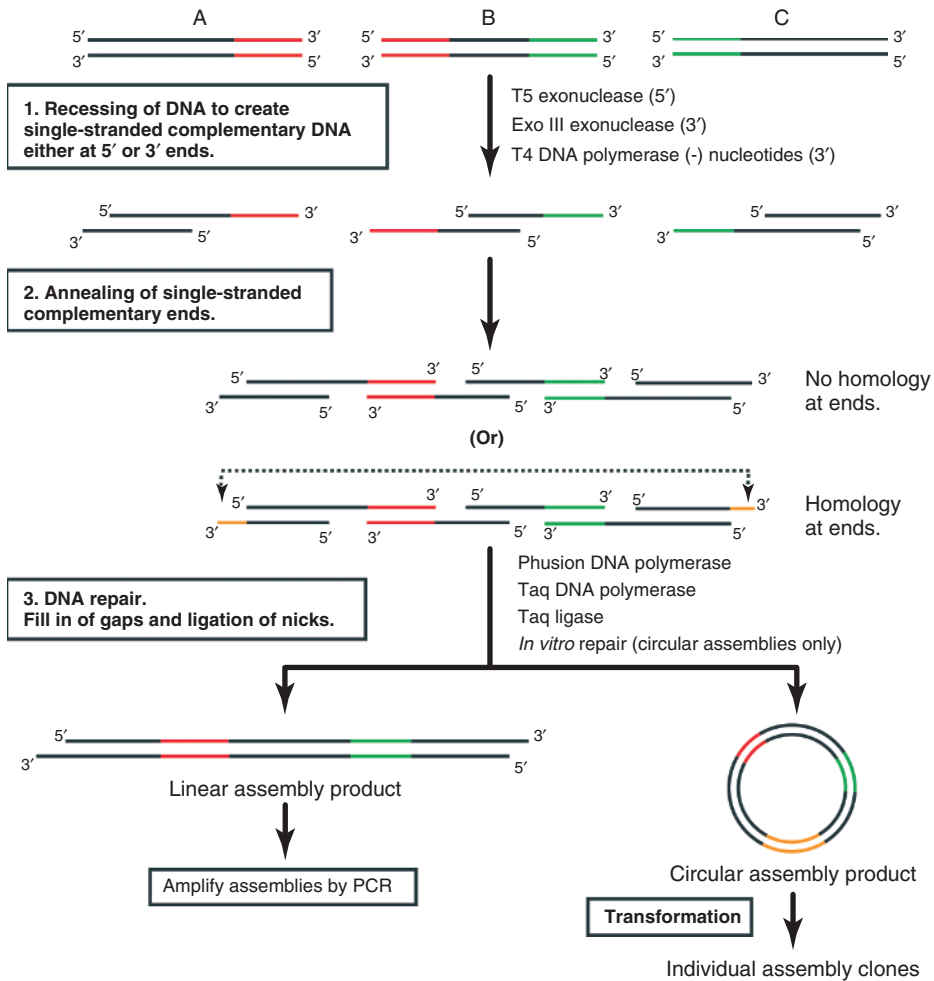 A B C
5′ 3′ 5′ 3′ 5′ 3′
3′ 5′ 3′ 5′ 3′ 5′
1. Recessing of DNA to create
single-stranded complementary DNA
either at 5′ or 3′ ends.
T5 exonuclease (5′)
Exo III exonuclease (3′)
T4 DNA polymerase (-) nucleotides (3′)
5′ 3′ 5′ 3′ 5′ 3′
3′ 5′ 3′ 5′ 3′ 5′
2. Annealing of single-stranded
complementary ends.
5′ 3′ 5′ 3′ 5′ 3′
3′ 5′ 3′ 5′ 3′ 5′
No homology
at ends.
(Or)
5′ 3′ 5′ 3′ 5′ 3′
3′ 5′ 3′ 5′ 3′ 5′
Homology
at ends.
Phusion DNA polymerase
Taq DNA polymerase
Taq ligase
In vitro repair (circular assemblies only)
3. DNA repair.
Fill in of gaps and ligation of nicks.
5′ 3′
3′ 5′
Linear assembly product
Amplify assemblies by PCR
Circular assembly product
Transformation
Individual assembly clones